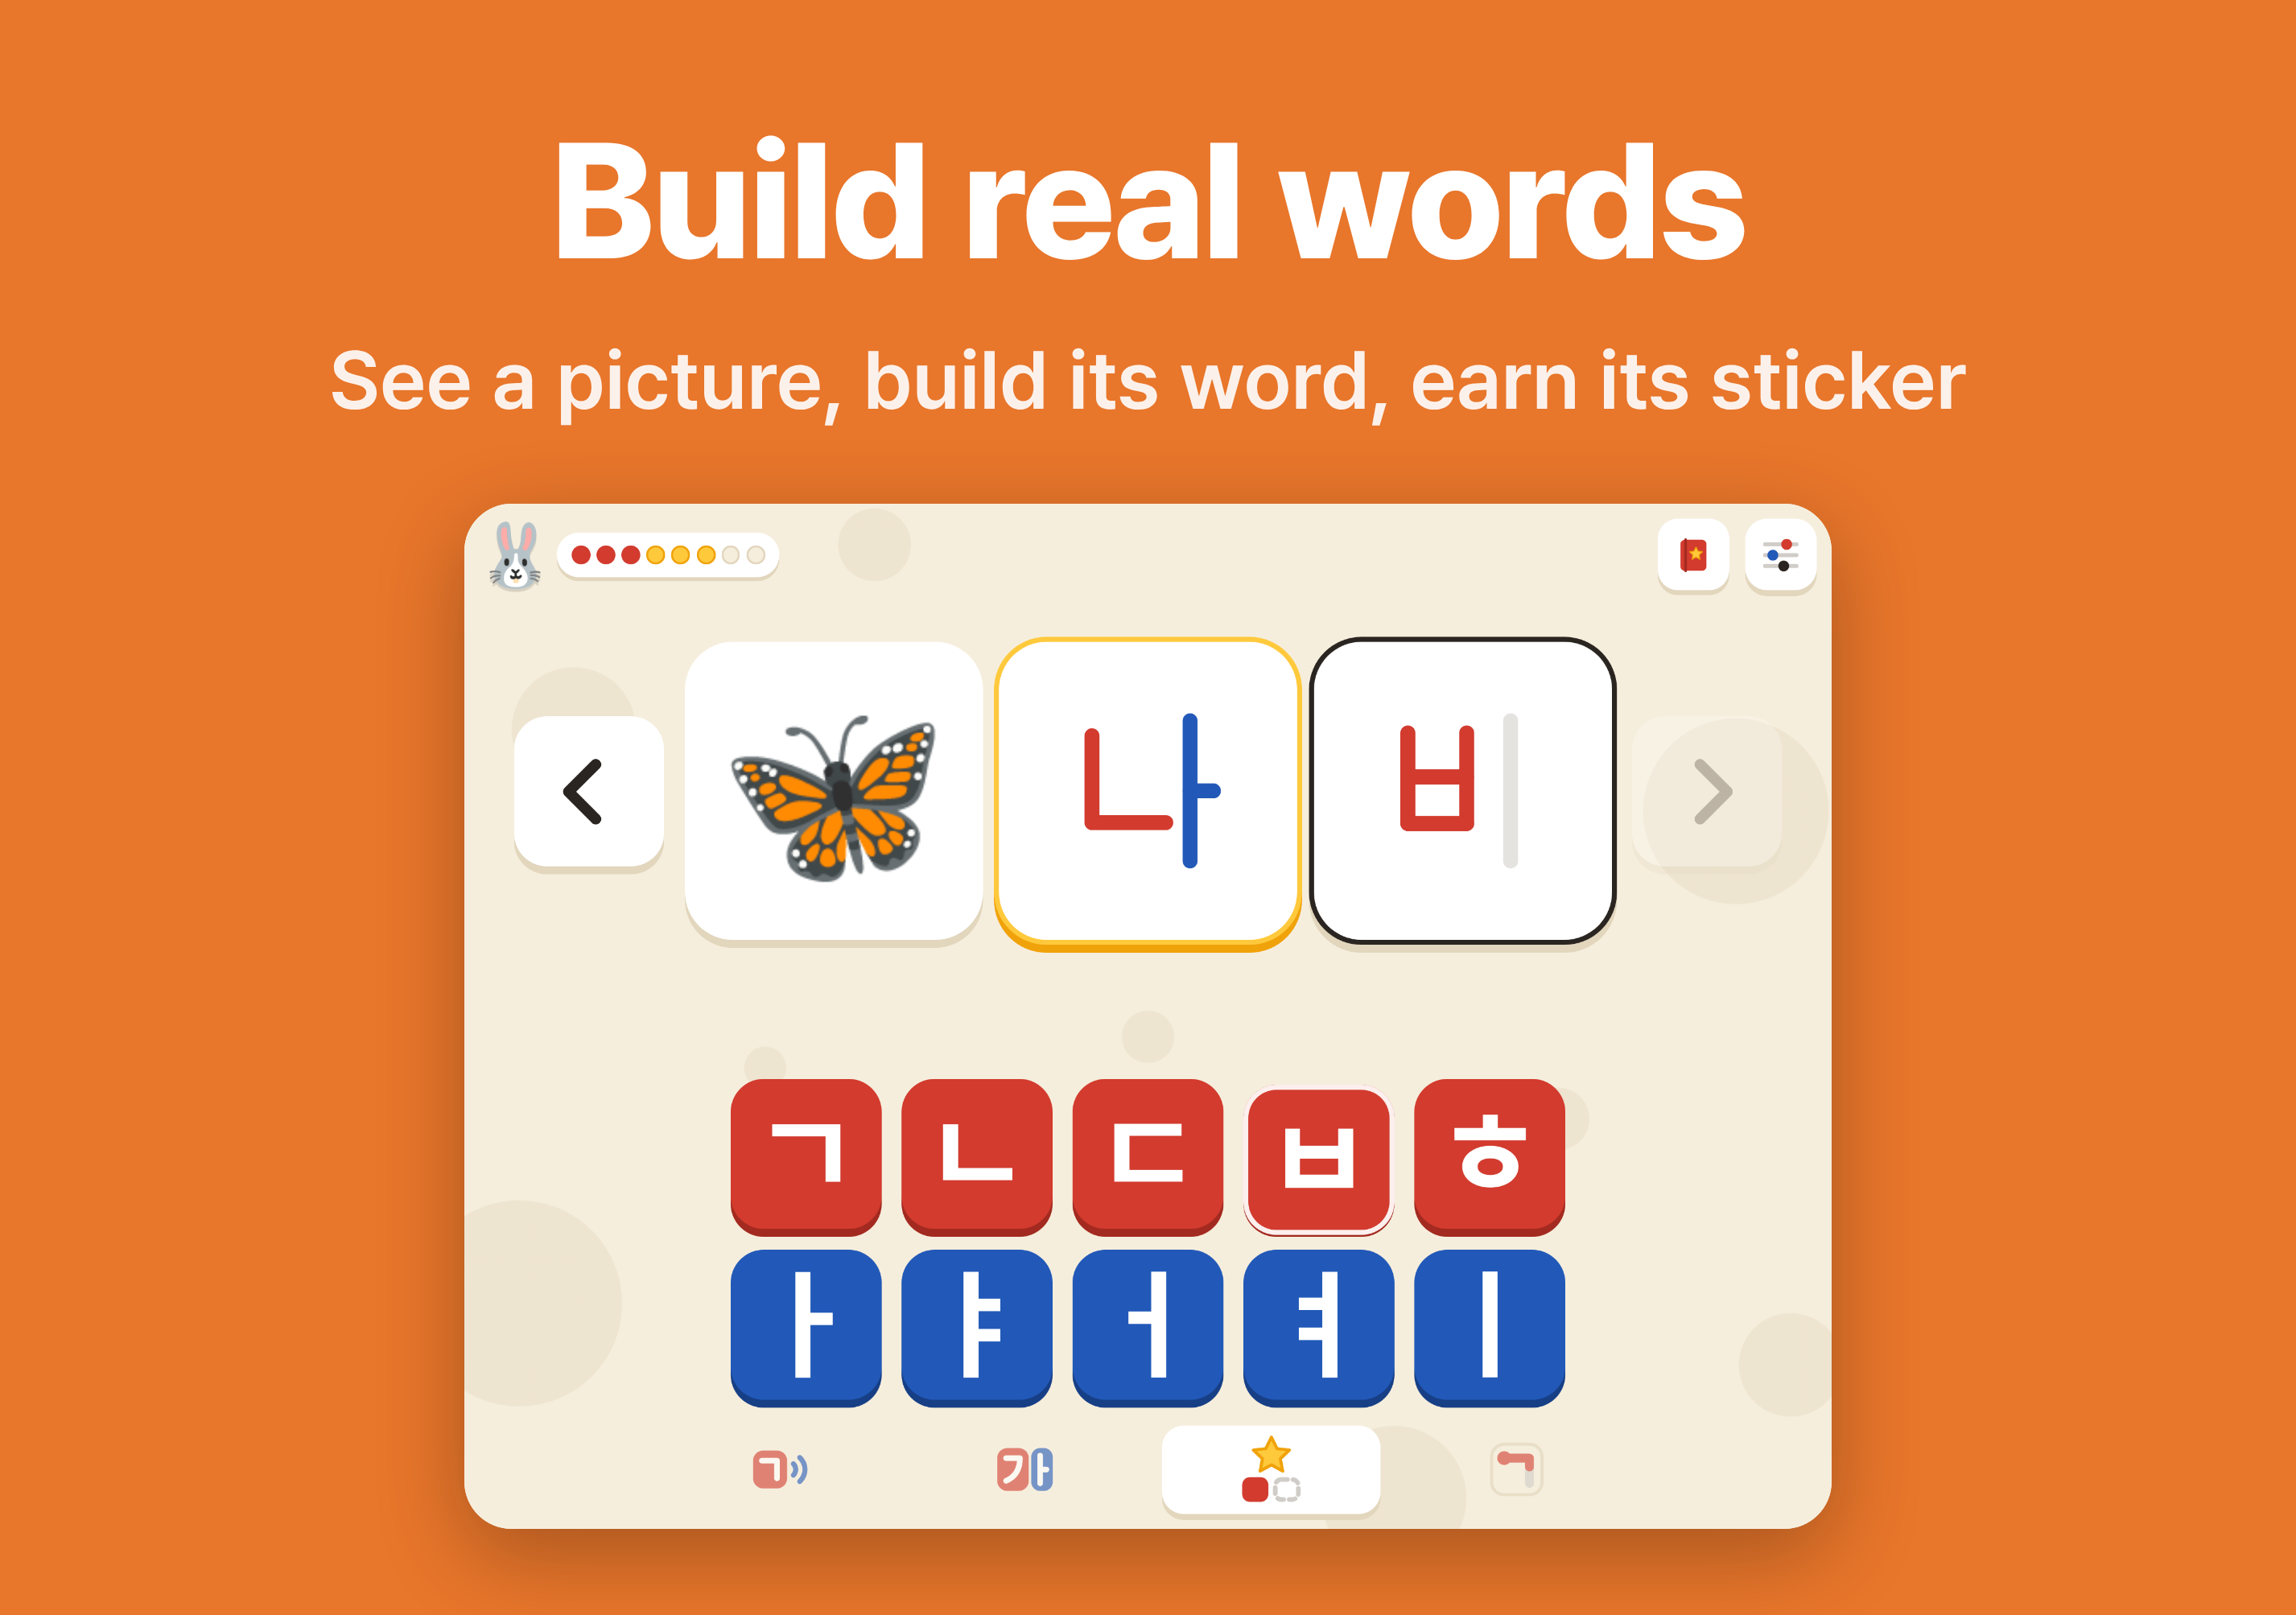 Build real words
See a picture, build its word, earn its sticker
나 비
ㄱ ㄴ ㄷ ㅂ ㅎ
ㅏ ㅑ ㅓ ㅕ ㅣ
ㄱ 가 ㄱ